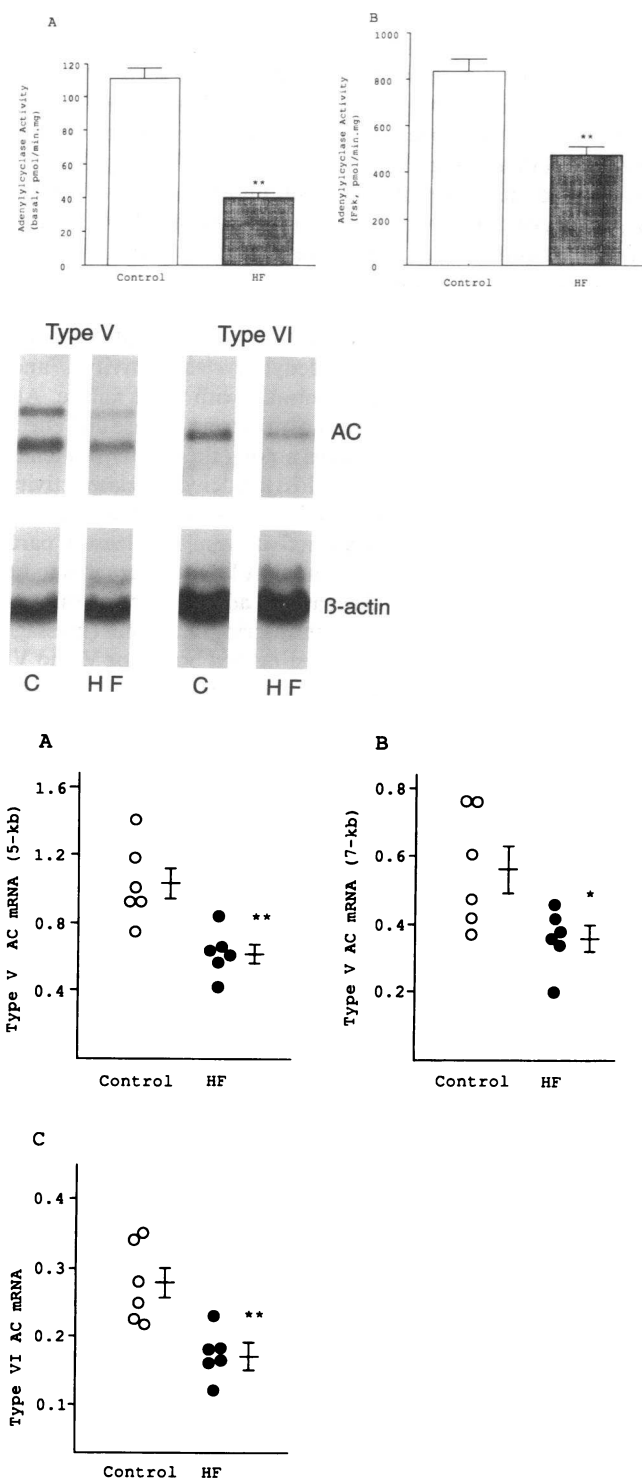 A
Adenylylcyclase Activity
(basal, pmol/min.mg)
120
100
80
60
40
20
0
**
Control HF
B
Adenylylcyclase Activity
(Fsk, pmol/min.mg)
1000
800
600
400
200
0
**
Control HF
Type V Type VI
AC
ß-actin
C H F C H F
A
Type V AC mRNA (5-kb)
1.6
1.2
0.8
0.4
**
Control HF
B
Type V AC mRNA (7-kb)
0.8
0.6
0.4
0.2
*
Control HF
C
Type VI AC mRNA
0.4
0.3
0.2
0.1
**
Control HF